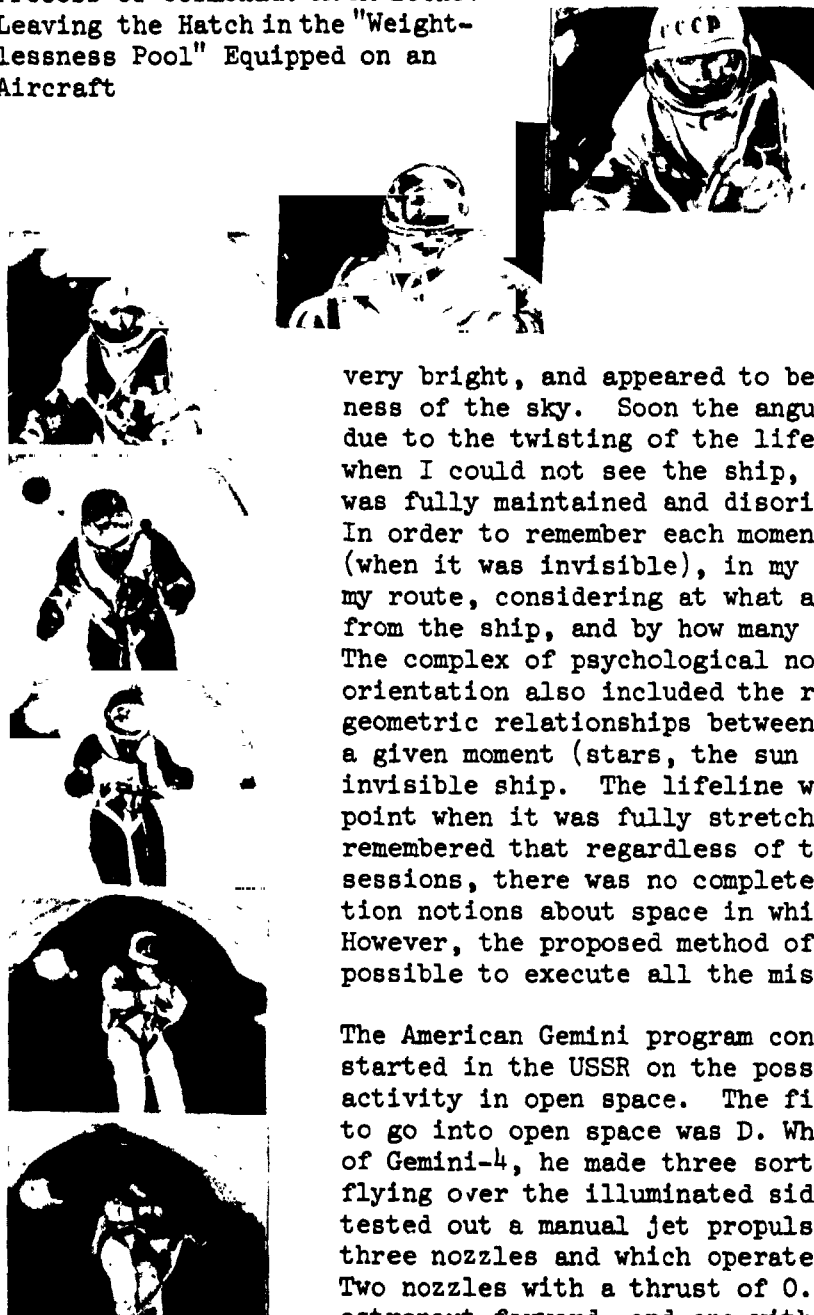 Leaving the Hatch in the "Weight-
lessness Pool" Equipped on an
Aircraft
СССР
very bright, and appeared to be
ness of the sky. Soon the angu
due to the twisting of the life
when I could not see the ship,
was fully maintained and disori
In order to remember each momen
(when it was invisible), in my
my route, considering at what a
from the ship, and by how many
The complex of psychological no
orientation also included the r
geometric relationships between
a given moment (stars, the sun
invisible ship. The lifeline w
point when it was fully stretch
remembered that regardless of t
sessions, there was no complete
tion notions about space in whi
However, the proposed method of
possible to execute all the mis
The American Gemini program con
started in the USSR on the poss
activity in open space. The fi
to go into open space was D. Wh
of Gemini-4, he made three sort
flying over the illuminated sid
tested out a manual jet propuls
three nozzles and which operate
Two nozzles with a thrust of 0.